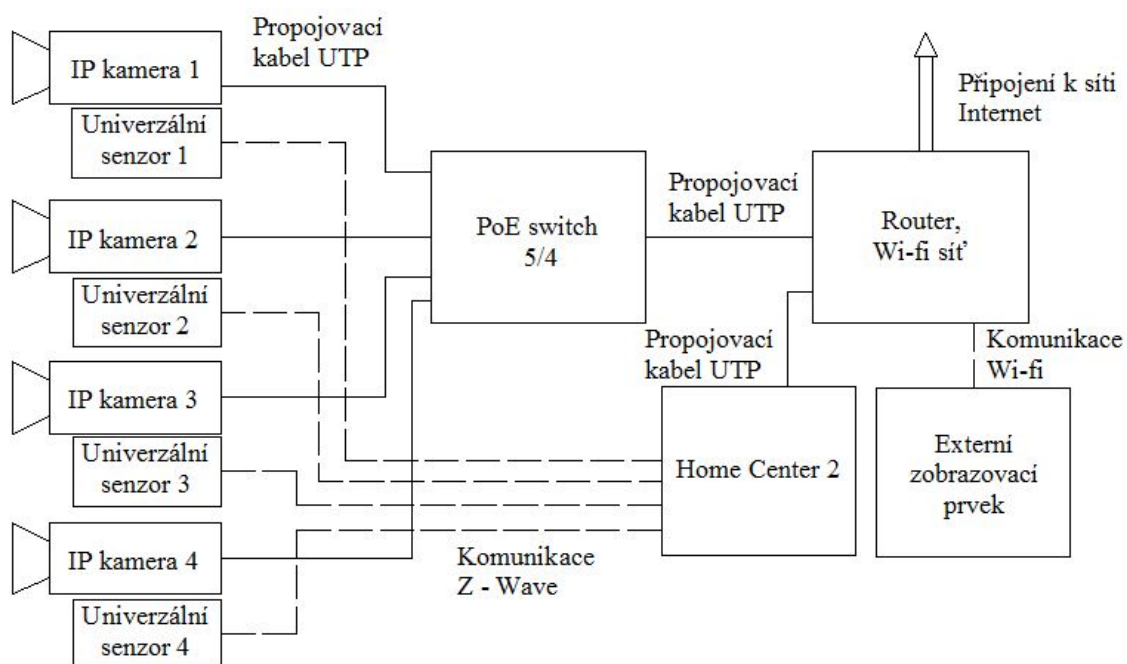 Propojovací
kabel UTP
IP kamera 1
Univerzální
senzor 1
IP kamera 2
Univerzální
senzor 2
IP kamera 3
Univerzální
senzor 3
IP kamera 4
Univerzální
senzor 4
PoE switch
5/4
Propojovací
kabel UTP
Připojení k síti
Internet
Router,
Wi-fi síť
Propojovací
kabel UTP
Komunikace
Wi-fi
Home Center 2
Externí
zobrazovací
prvek
Komunikace
Z - Wave